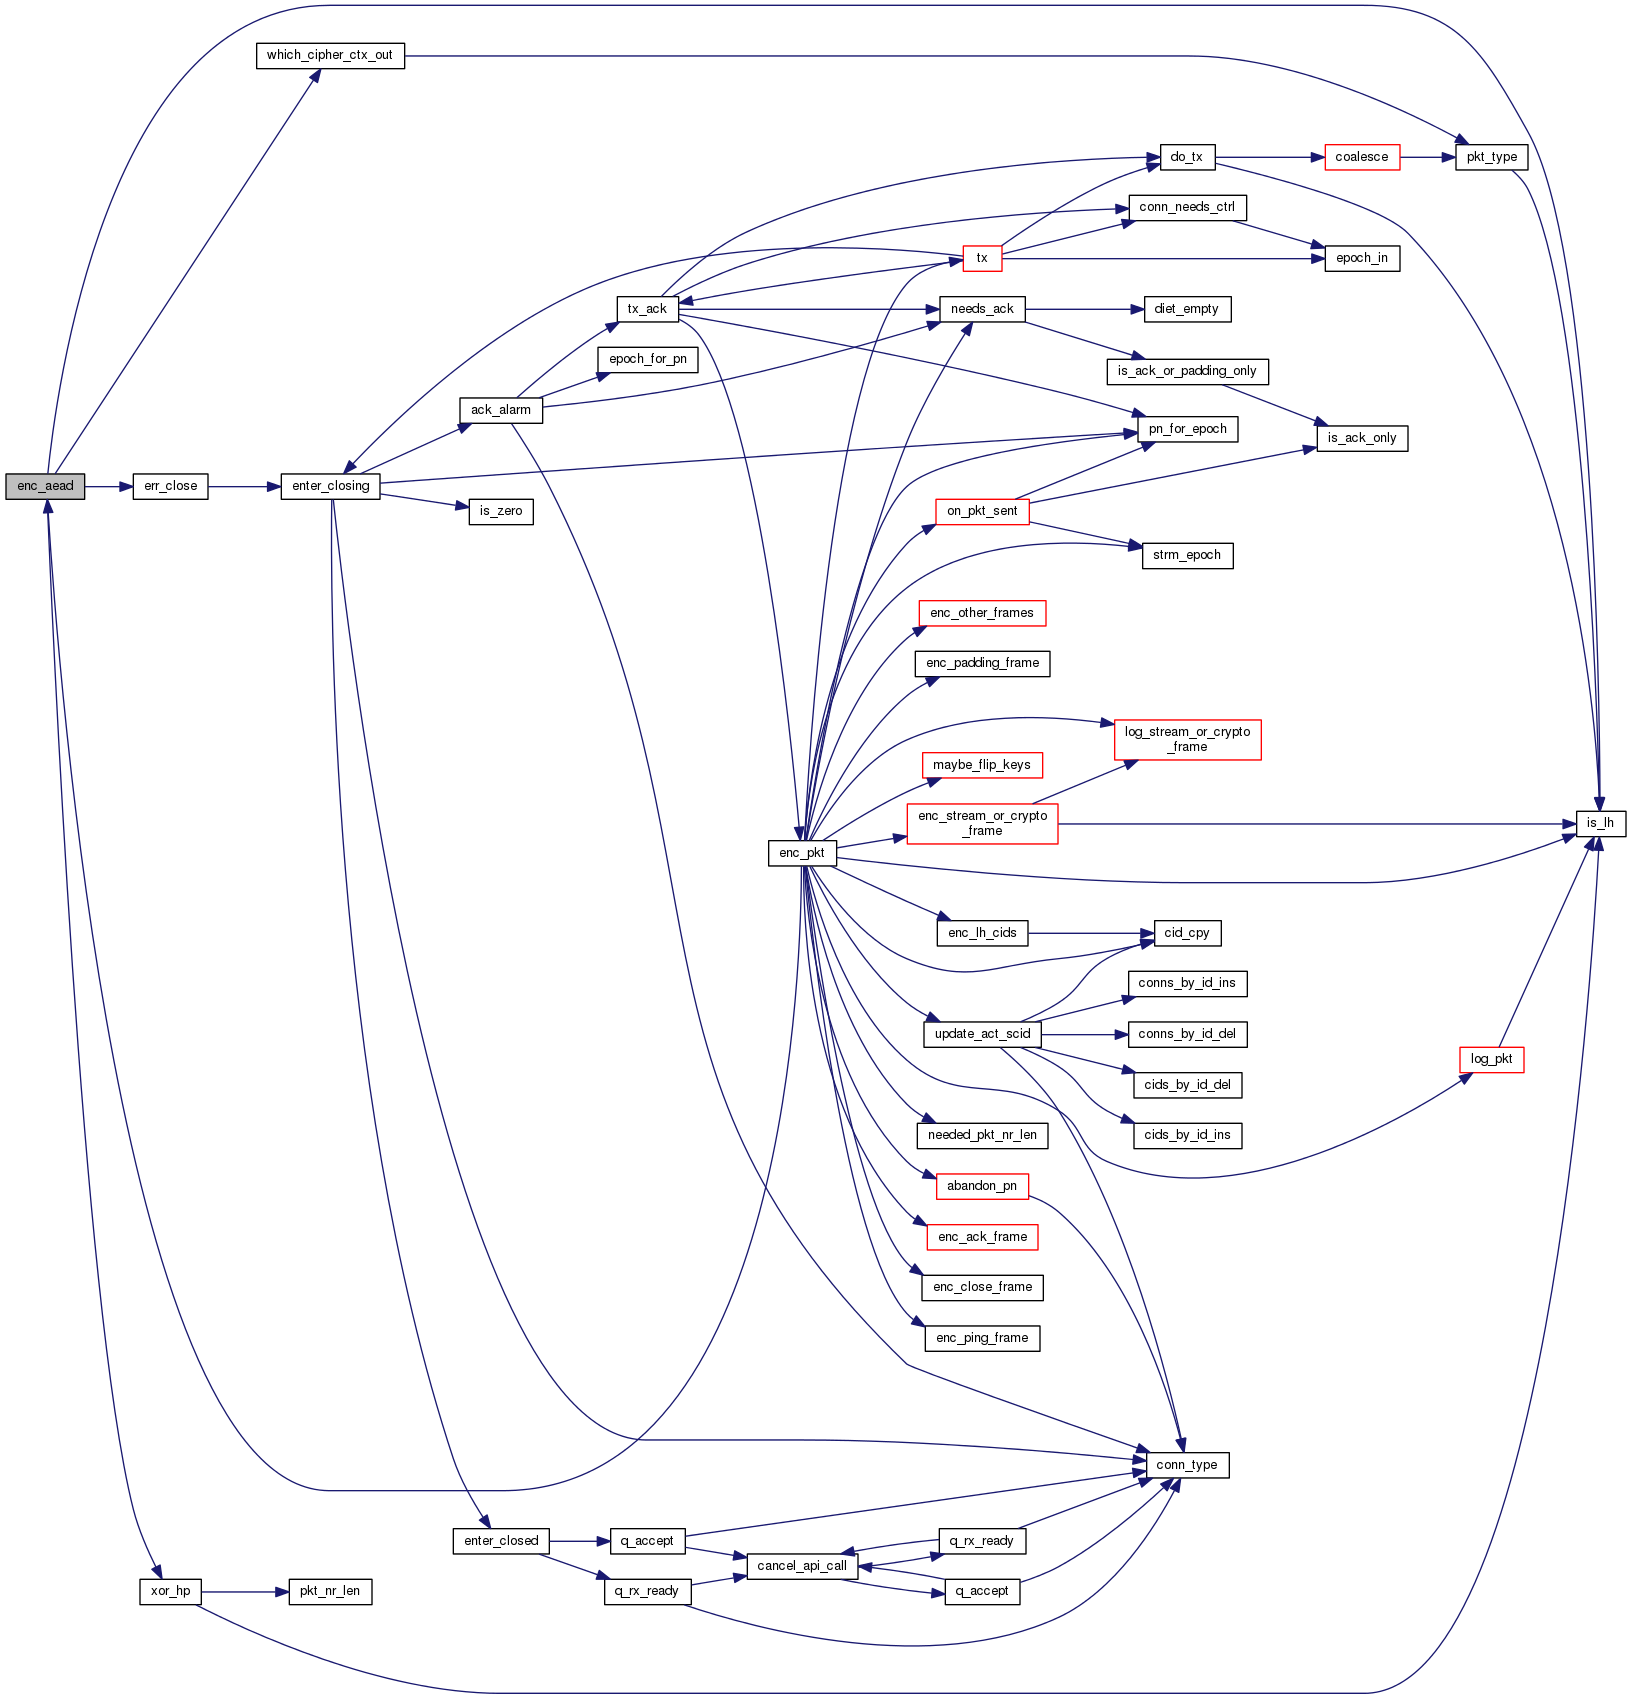 which_cipher_ctx_out
do_tx
coalesce
pkt_type
conn_needs_ctrl
tx
epoch_in
tx_ack
needs_ack
diet_empty
epoch_for_pn
is_ack_or_padding_only
ack_alarm
pn_for_epoch
is_ack_only
enc_aead
err_close
enter_closing
is_zero
on_pkt_sent
strm_epoch
enc_other_frames
enc_padding_frame
log_stream_or_crypto
_frame
maybe_flip_keys
enc_stream_or_crypto
_frame
is_lh
enc_pkt
enc_lh_cids
cid_cpy
conns_by_id_ins
update_act_scid
conns_by_id_del
log_pkt
cids_by_id_del
needed_pkt_nr_len
cids_by_id_ins
abandon_pn
enc_ack_frame
enc_close_frame
enc_ping_frame
conn_type
enter_closed
q_accept
q_rx_ready
cancel_api_call
xor_hp
pkt_nr_len
q_rx_ready
q_accept